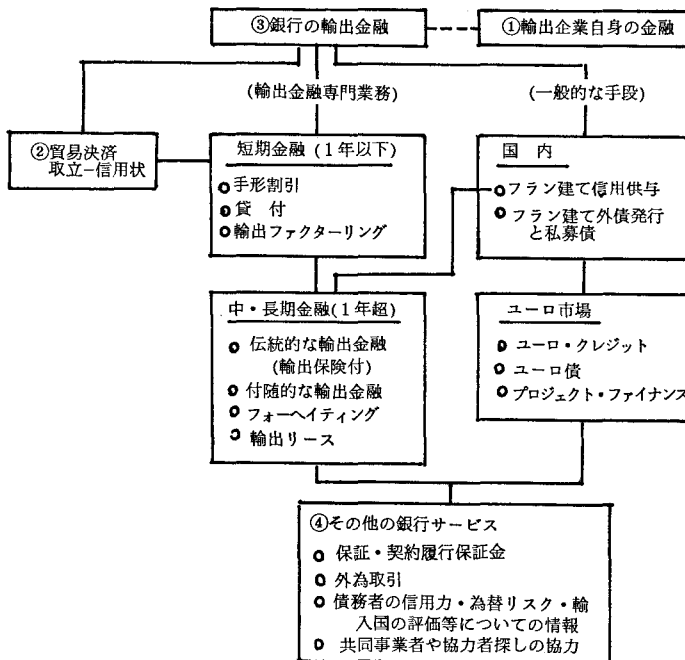 ③銀行の輸出金融
①輸出企業自身の金融
(輸出金融専門業務)
(一般的な手段)
②貿易決済
取立−信用状
短期金融(1年以下)
手形割引
貸 付
輸出ファクターリング
国 内
フラン建て信用供与
フラン建て外債発行
と私募債
中・長期金融(1年超)
伝統的な輸出金融
(輸出保険付)
付随的な輸出金融
フォーヘイティング
輸出リース
ユーロ市場
ユーロ・クレジット
ユーロ債
プロジェクト・ファイナンス
④その他の銀行サービス
保証・契約履行保証金
外為取引
債務者の信用力・為替リスク・輸
入国の評価等についての情報
共同事業者や協力者探しの協力